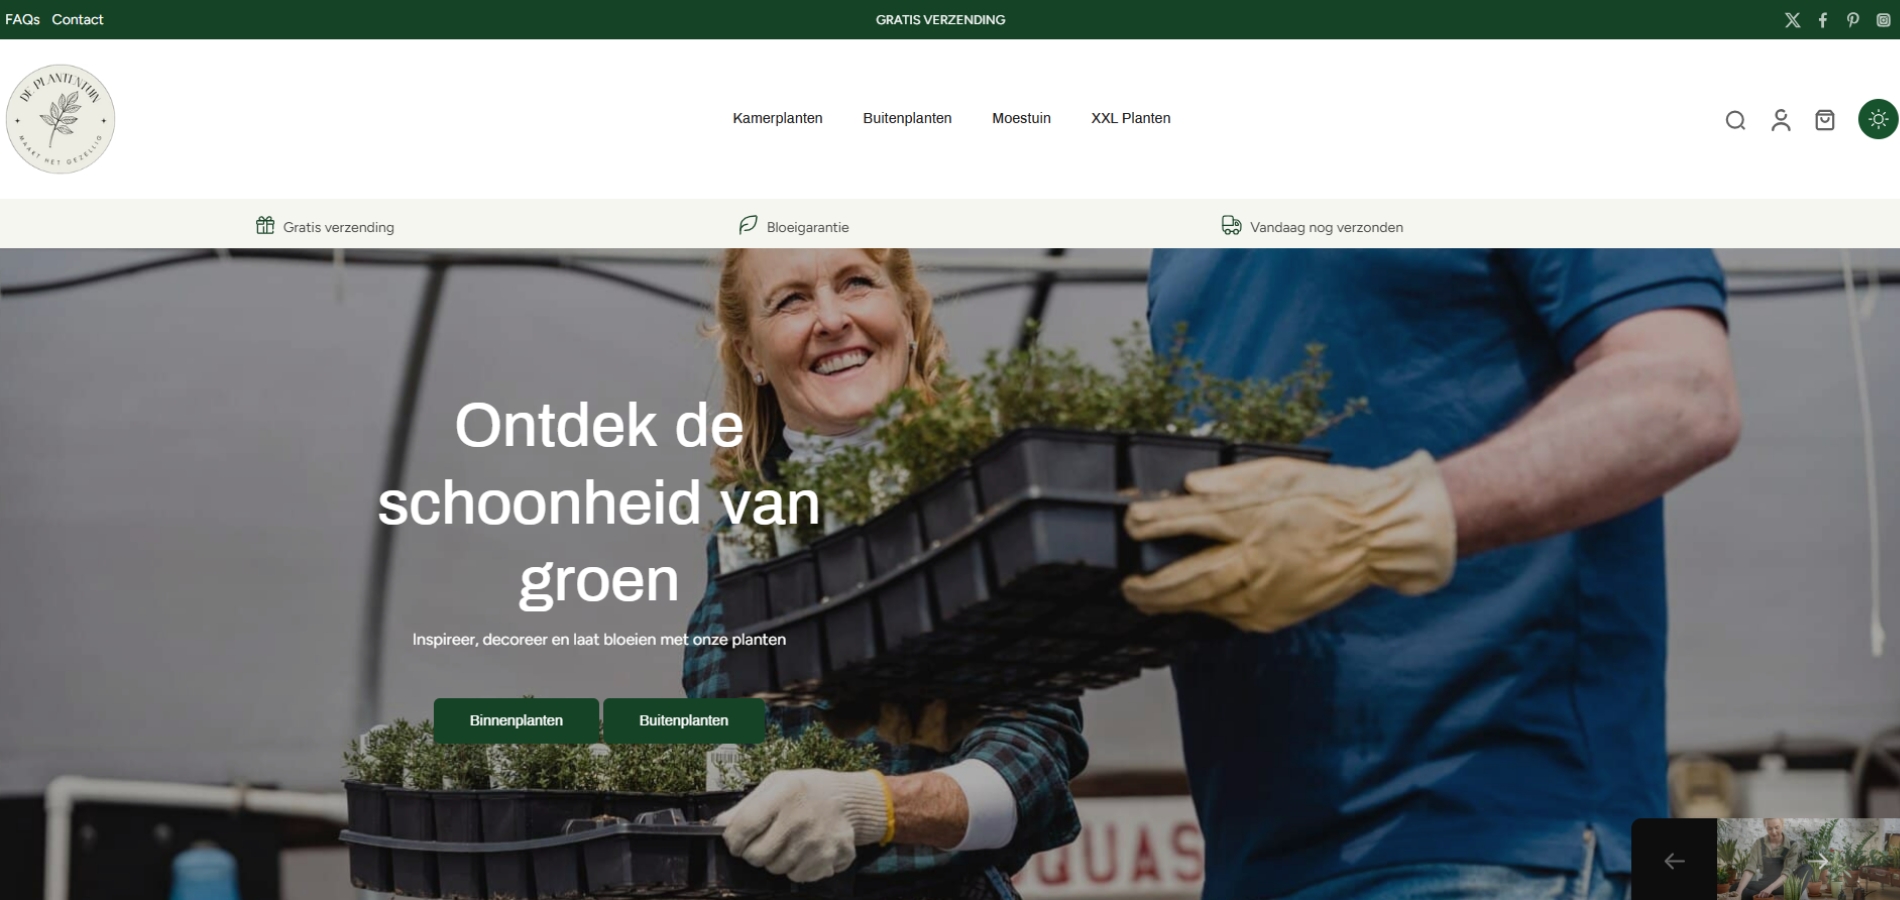 FAQs Contact
GRATIS VERZENDING
DE PLANTENTUIN
MAAKT HET GEZELLIG
Kamerplanten Buitenplanten Moestuin XXL Planten
Gratis verzending Bloeigarantie Vandaag nog verzonden
Ontdek de
schoonheid van
groen
Inspireer, decoreer en laat bloeien met onze planten
Binnenplanten Buitenplanten
QUAS